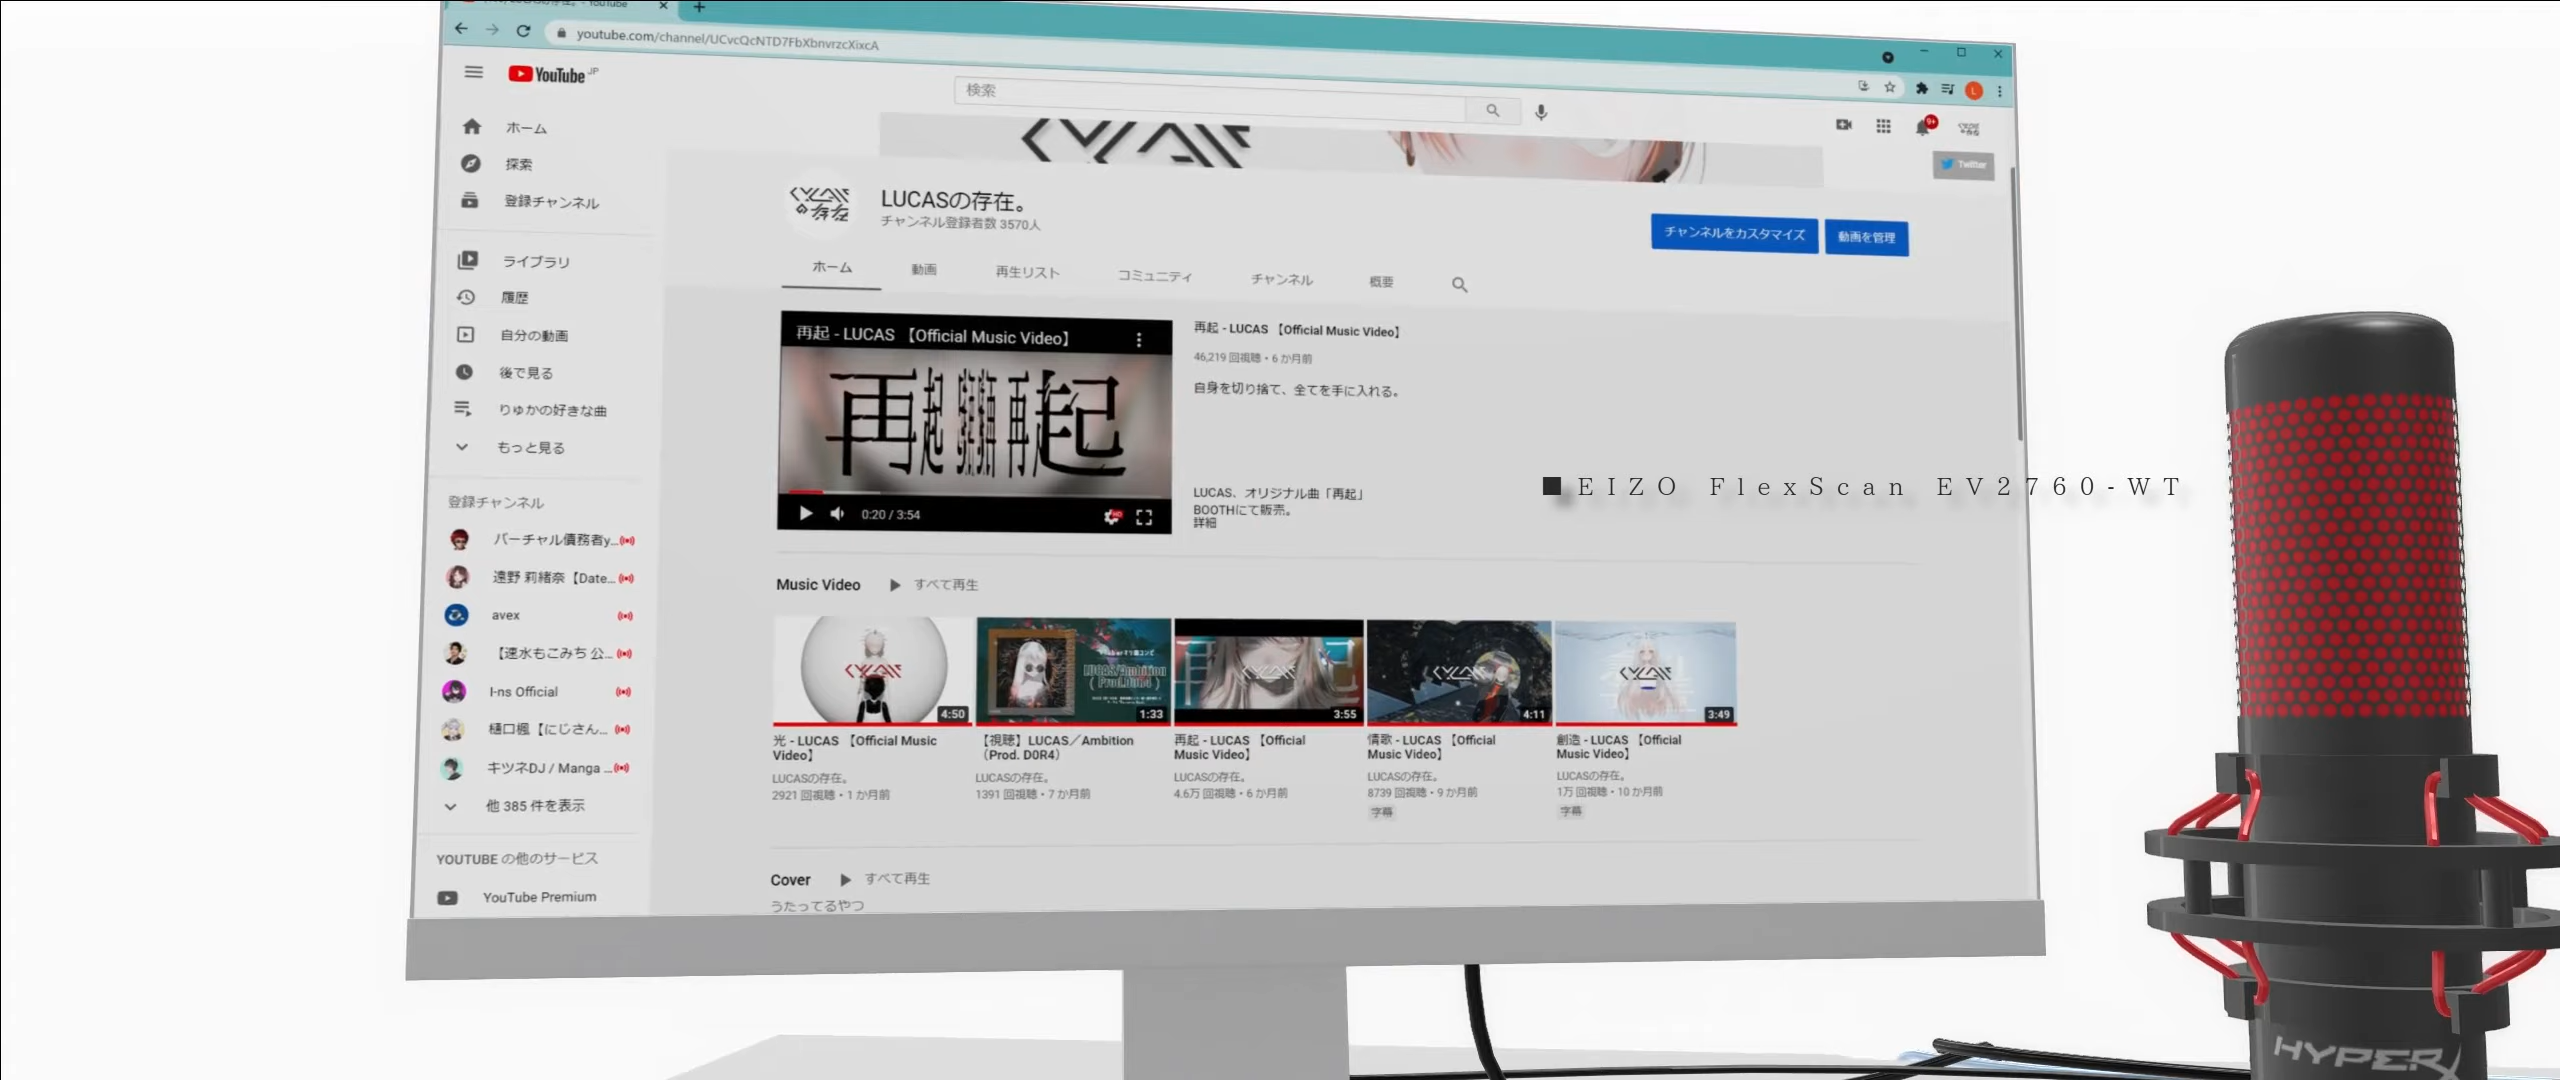 youtube.com/channel/UCvcQcNTD7FbXbnvrzcXixcA
YouTube JP
検索
ホーム
探索
登録チャンネル
ライブラリ
履歴
自分の動画
後で見る
りゅかの好きな曲
もっと見る
登録チャンネル
バーチャル債務者y...
遠野 莉緒奈【Date...
avex
【速水もこみち 公...
I-ns Official
樋口楓【にじさん...
キツネDJ / Manga ...
他 385 件を表示
YOUTUBE の他のサービス
YouTube Premium
9+
L
Twitter
の存在
LUCASの存在。
チャンネル登録者数 3570人
チャンネルをカスタマイズ
動画を管理
ホーム
動画
再生リスト
コミュニティ
チャンネル
概要
再起 - LUCAS 【Official Music Video】
再起 再起
0:20 / 3:54
HD
再起 - LUCAS 【Official Music Video】
46,219 回視聴・6 か月前
自身を切り捨て、全てを手に入れる。
LUCAS、オリジナル曲「再起」
BOOTHにて販売。
詳細
■EIZO FlexScan EV2760-WT
Music Video
すべて再生
4:50
LUCAS/Ambition
( Prod.D0R4 )
1:33
3:55
4:11
3:49
光 - LUCAS 【Official Music
Video】
LUCASの存在。
2921 回視聴・1 か月前
【視聴】LUCAS／Ambition
（Prod. D0R4）
LUCASの存在。
1391 回視聴・7 か月前
再起 - LUCAS 【Official
Music Video】
LUCASの存在。
4.6万 回視聴・6 か月前
情歌 - LUCAS 【Official
Music Video】
LUCASの存在。
8739 回視聴・9 か月前
字幕
創造 - LUCAS 【Official
Music Video】
LUCASの存在。
1万 回視聴・10 か月前
字幕
Cover
すべて再生
うたってるやつ
HYPERX